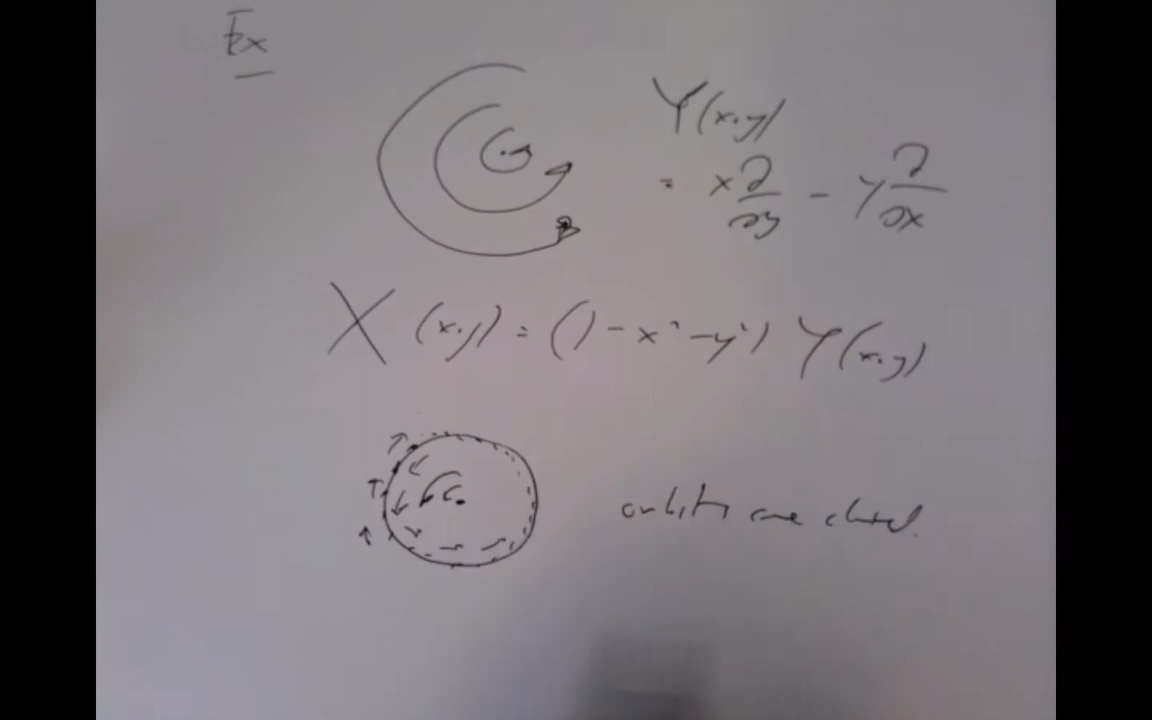 Ex
Y(x,y)
= x ∂/∂y - y ∂/∂x
X(x,y) = (1-x²-y²) Y(x,y)
orbits are closed.